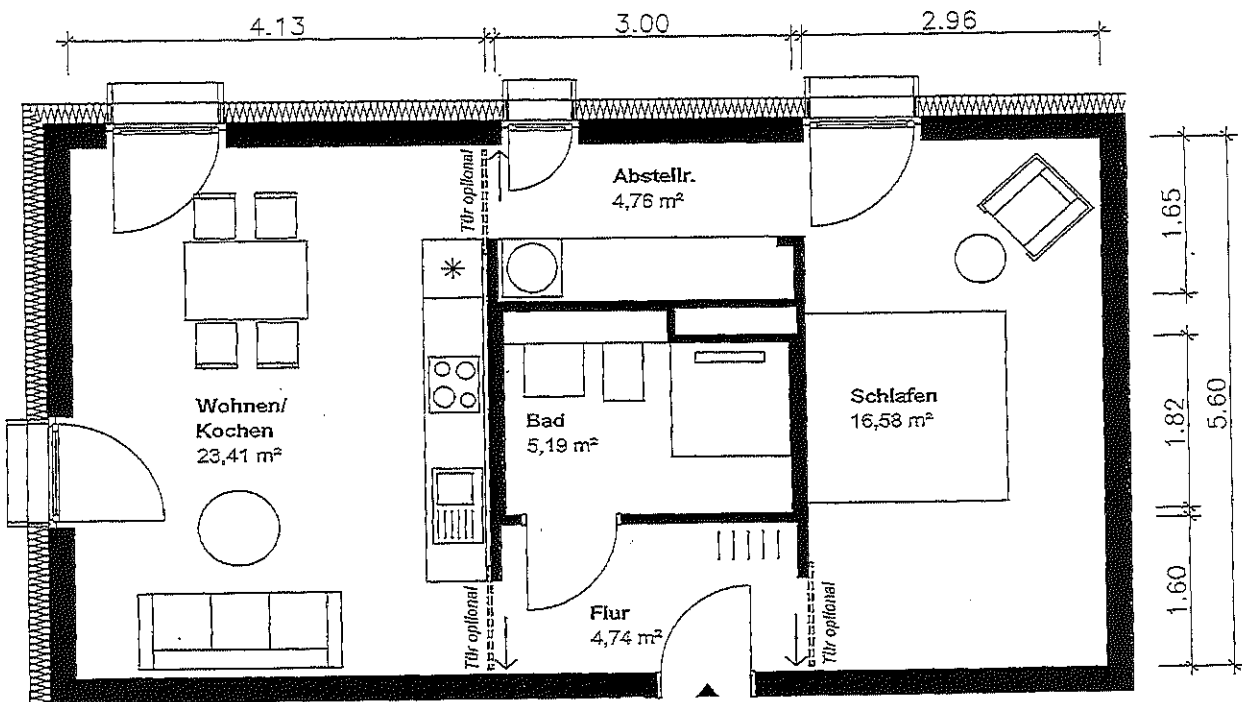 4.13
3.00
2.96
Tür optional
Abstellr.
4,76 m²
1.65
Wohnen/
Kochen
23,41 m²
Bad
5,19 m²
Schlafen
16,58 m²
1.82
5.60
Tür optional
Flur
4,74 m²
Tür optional
1.60